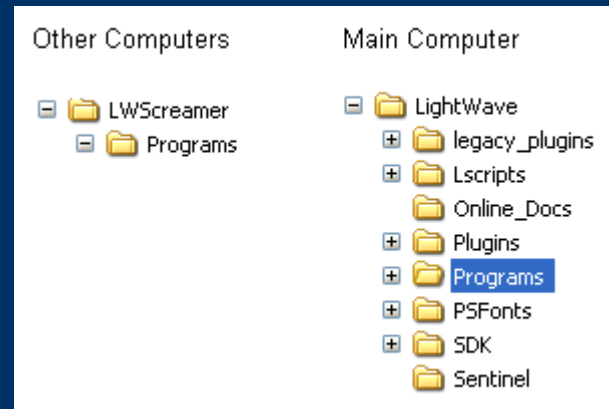 Other Computers
LWScreamer
Programs
Main Computer
LightWave
legacy_plugins
Lscripts
Online_Docs
Plugins
Programs
PSFonts
SDK
Sentinel